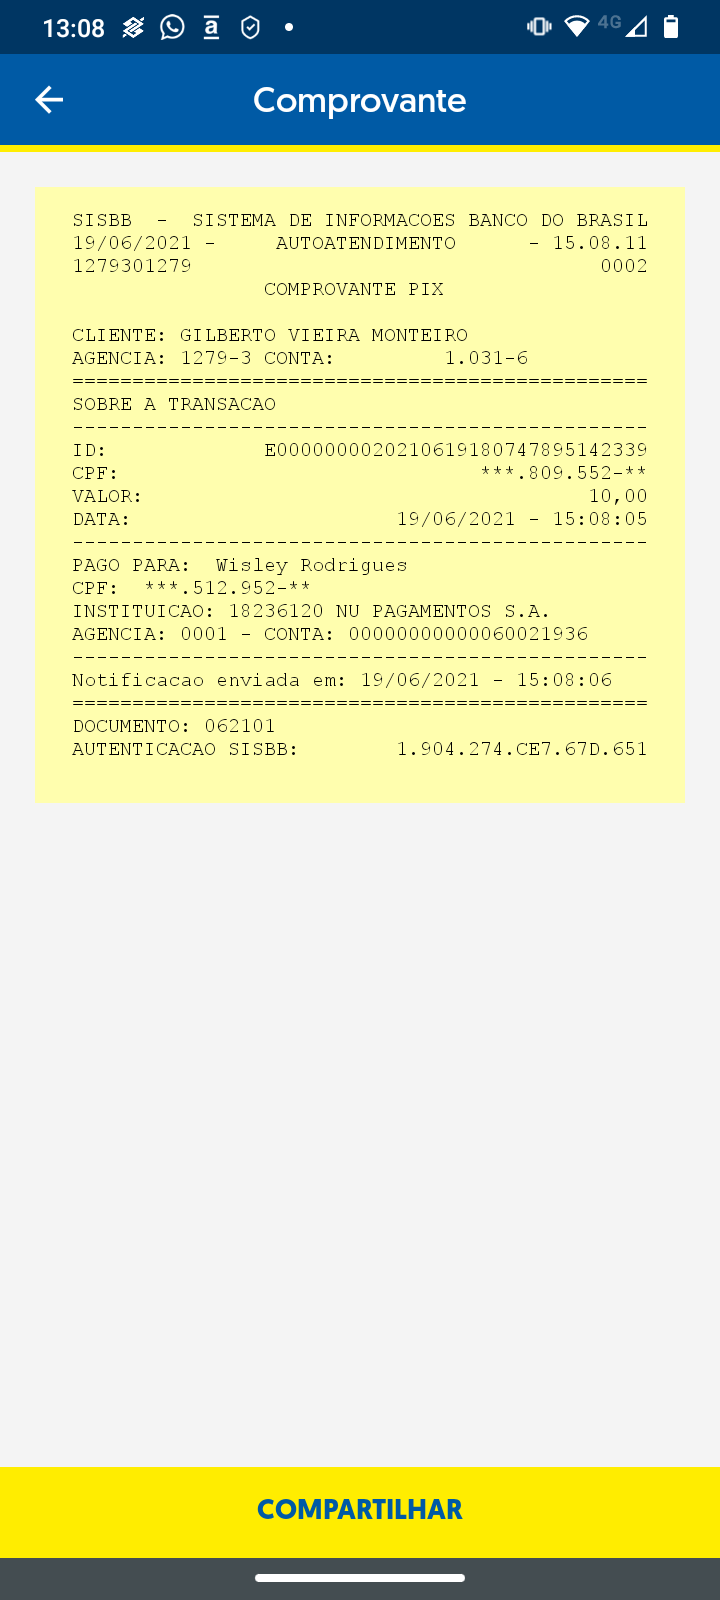 13:08 4G
Comprovante
SISBB - SISTEMA DE INFORMACOES BANCO DO BRASIL
19/06/2021 - AUTOATENDIMENTO - 15.08.11
1279301279 0002
COMPROVANTE PIX
CLIENTE: GILBERTO VIEIRA MONTEIRO
AGENCIA: 1279-3 CONTA: 1.031-6
================================================
SOBRE A TRANSACAO
------------------------------------------------
ID: E0000000020210619180747895142339
CPF: ***.809.552-**
VALOR: 10,00
DATA: 19/06/2021 - 15:08:05
------------------------------------------------
PAGO PARA: Wisley Rodrigues
CPF: ***.512.952-**
INSTITUICAO: 18236120 NU PAGAMENTOS S.A.
AGENCIA: 0001 - CONTA: 00000000000060021936
------------------------------------------------
Notificacao enviada em: 19/06/2021 - 15:08:06
================================================
DOCUMENTO: 062101
AUTENTICACAO SISBB: 1.904.274.CE7.67D.651
COMPARTILHAR